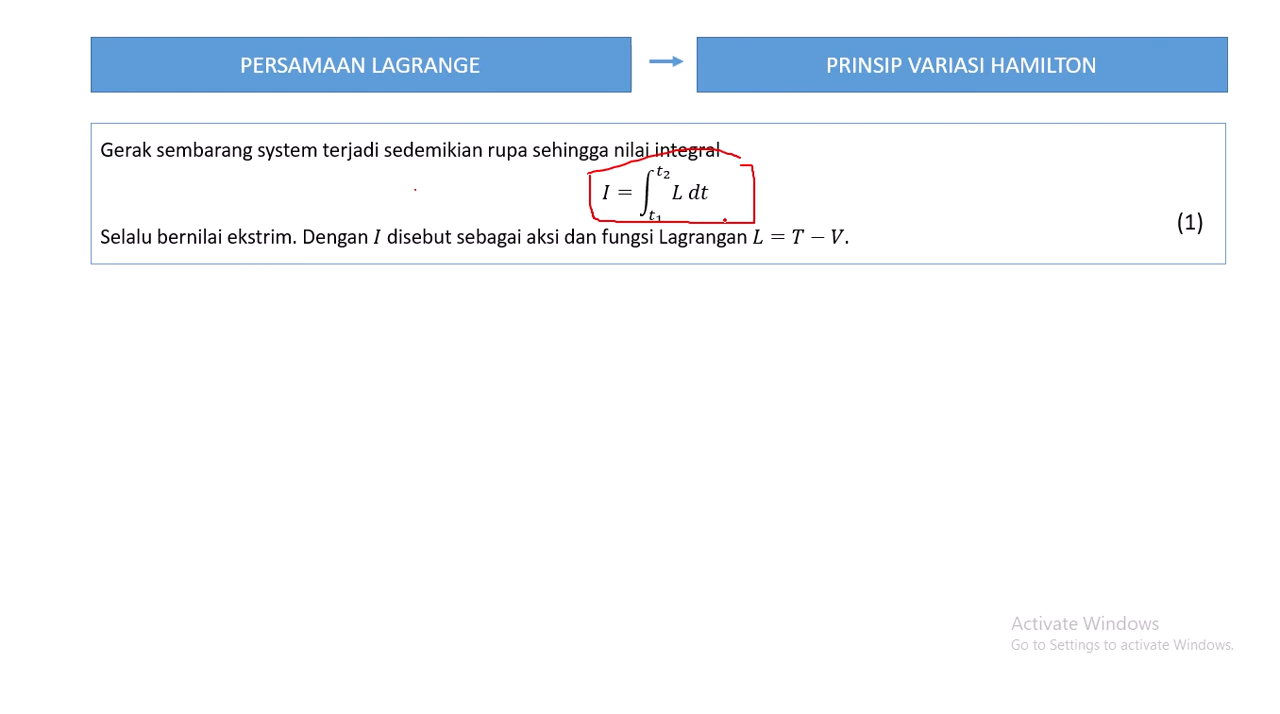 PERSAMAAN LAGRANGE
PRINSIP VARIASI HAMILTON
Gerak sembarang system terjadi sedemikian rupa sehingga nilai integral
I = ∫_{t₁}^{t₂} L dt
(1)
Selalu bernilai ekstrim. Dengan I disebut sebagai aksi dan fungsi Lagrangan L = T − V.
Activate Windows
Go to Settings to activate Windows.